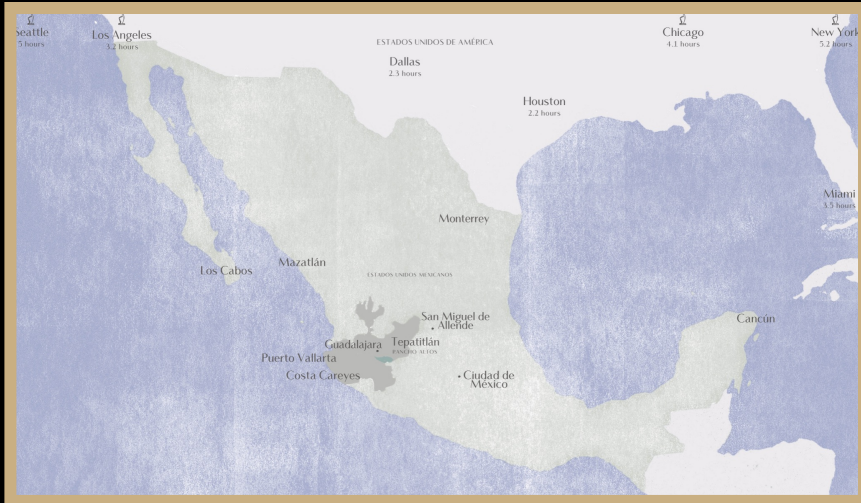 Seattle
5 hours
Los Angeles
3.2 hours
Chicago
4.1 hours
New York
5.2 hours
ESTADOS UNIDOS DE AMÉRICA
Dallas
2.3 hours
Houston
2.2 hours
Miami
3.5 hours
Monterrey
Mazatlán
Los Cabos
ESTADOS UNIDOS MEXICANOS
San Miguel de
Allende
Cancún
Guadalajara
Tepatitlán
RANCHO ALTOS
Puerto Vallarta
Costa Careyes
Ciudad de
México